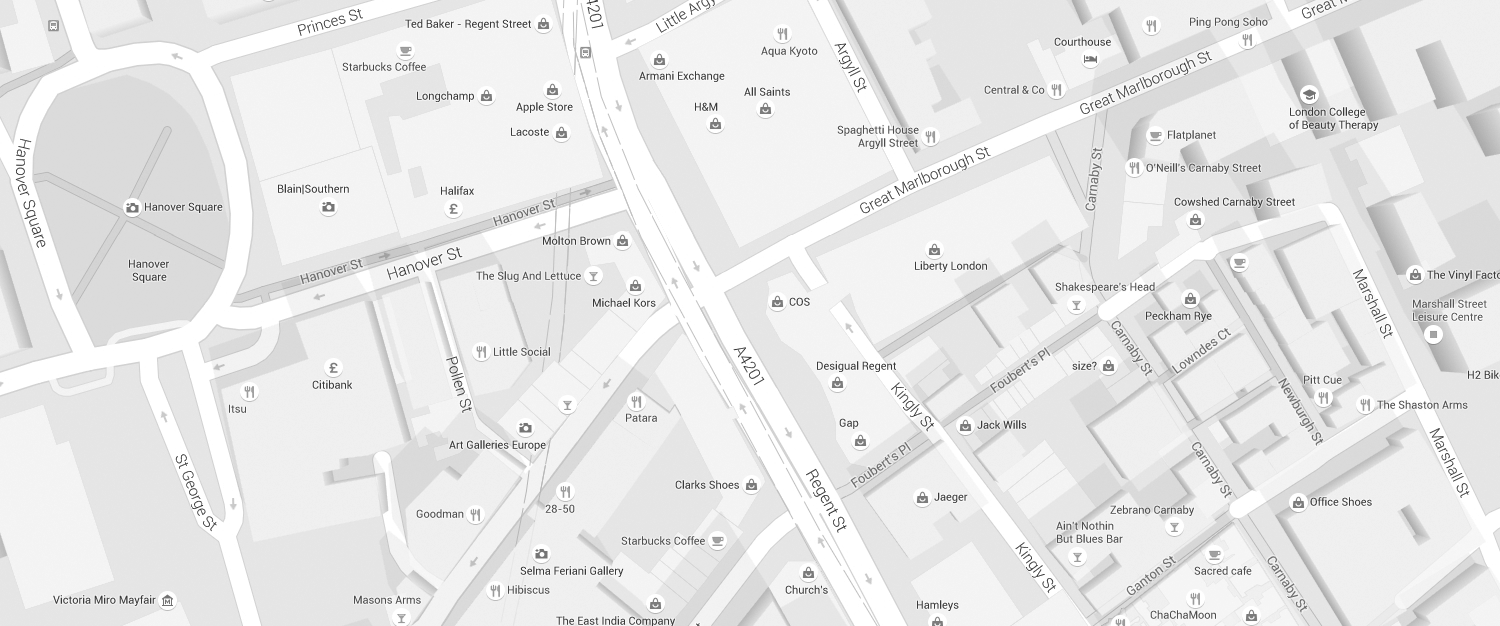 Princes St
Ted Baker - Regent Street
A4201
Little Argy
Aqua Kyoto
Argyll St
Ping Pong Soho
Great Marl
Courthouse
Starbucks Coffee
Armani Exchange
Great Marlborough St
Longchamp
Apple Store
All Saints
Central & Co
H&M
London College
of Beauty Therapy
Lacoste
Spaghetti House
Argyll Street
Flatplanet
Hanover Square
Great Marlborough St
Carnaby St
O'Neill's Carnaby Street
Blain|Southern
Halifax
Hanover Square
Hanover St
Cowshed Carnaby Street
Molton Brown
Hanover
Square
Hanover St
Hanover St
The Slug And Lettuce
Liberty London
The Vinyl Facto
Michael Kors
COS
Shakespeare's Head
Peckham Rye
Marshall St
Marshall Street
Leisure Centre
Little Social
Carnaby St
Lowndes Ct
Citibank
Pollen St
A4201
Desigual Regent
Foubert's Pl
size?
H2 Bik
Itsu
Kingly St
Newburgh St
Pitt Cue
The Shaston Arms
Patara
Gap
Jack Wills
Art Galleries Europe
Foubert's Pl
Carnaby St
Marshall St
St George St
Clarks Shoes
Regent St
Jaeger
Goodman
28-50
Zebrano Carnaby
Office Shoes
Ain't Nothin
But Blues Bar
Starbucks Coffee
Selma Feriani Gallery
Kingly St
Ganton St
Sacred cafe
Carnaby St
Hibiscus
Church's
Victoria Miro Mayfair
Masons Arms
Hamleys
The East India Company
ChaChaMoon